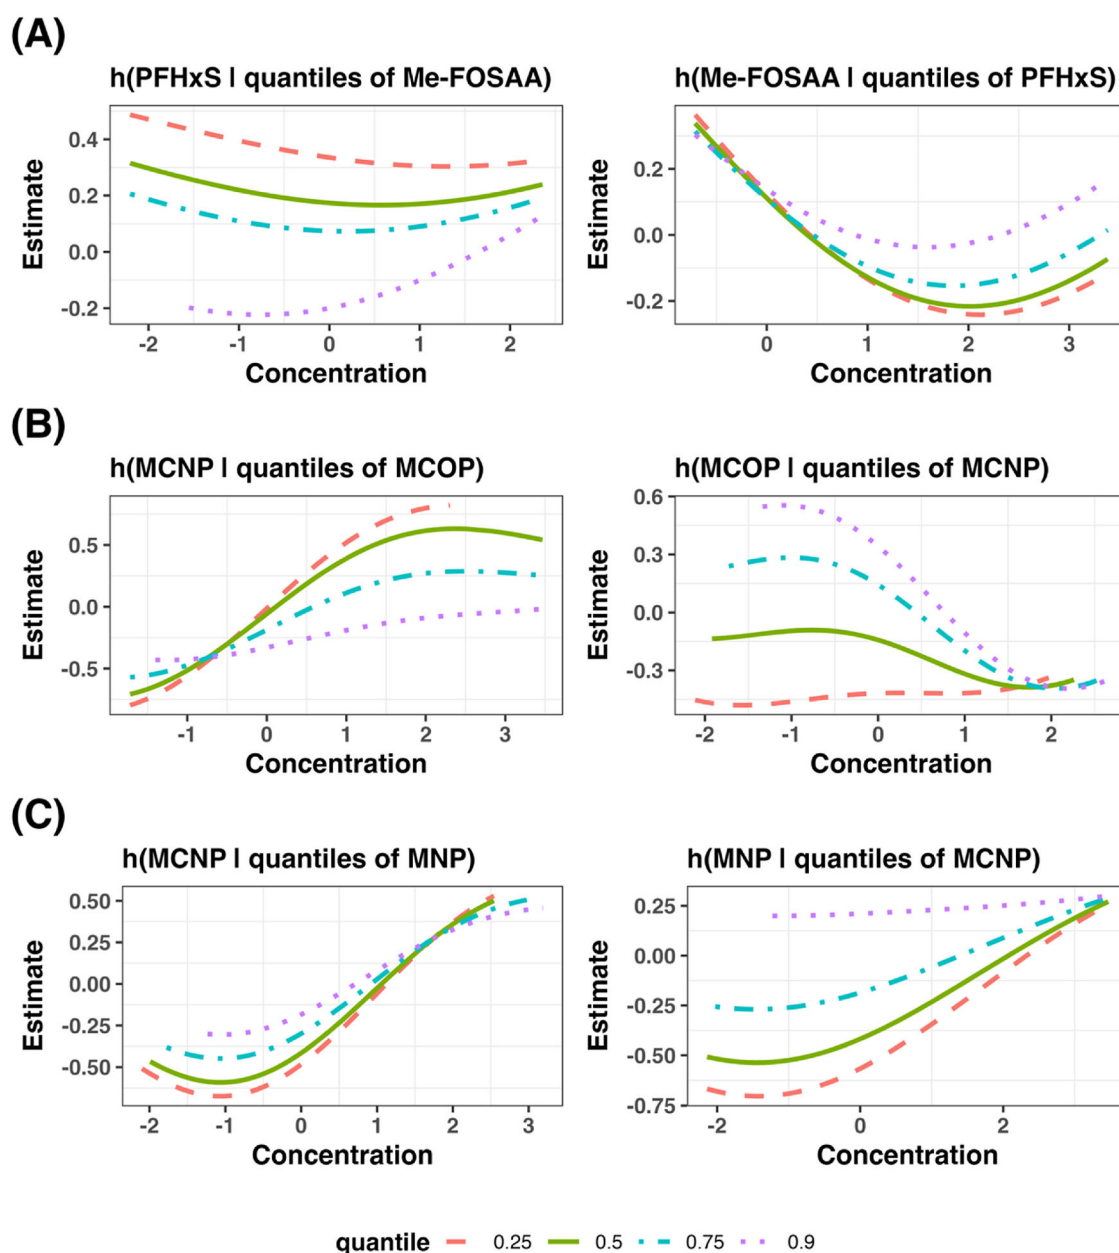 (A)
h(PFHxS | quantiles of Me-FOSAA)
Estimate
0.4
0.2
0.0
-0.2
-2 -1 0 1 2
Concentration
h(Me-FOSAA | quantiles of PFHxS)
Estimate
0.2
0.0
-0.2
0 1 2 3
Concentration
(B)
h(MCNP | quantiles of MCOP)
Estimate
0.5
0.0
-0.5
-1 0 1 2 3
Concentration
h(MCOP | quantiles of MCNP)
Estimate
0.6
0.3
0.0
-0.3
-2 -1 0 1 2
Concentration
(C)
h(MCNP | quantiles of MNP)
Estimate
0.50
0.25
0.00
-0.25
-0.50
-2 -1 0 1 2 3
Concentration
h(MNP | quantiles of MCNP)
Estimate
0.25
0.00
-0.25
-0.50
-0.75
-2 0 2
Concentration
quantile 0.25 0.5 0.75 0.9